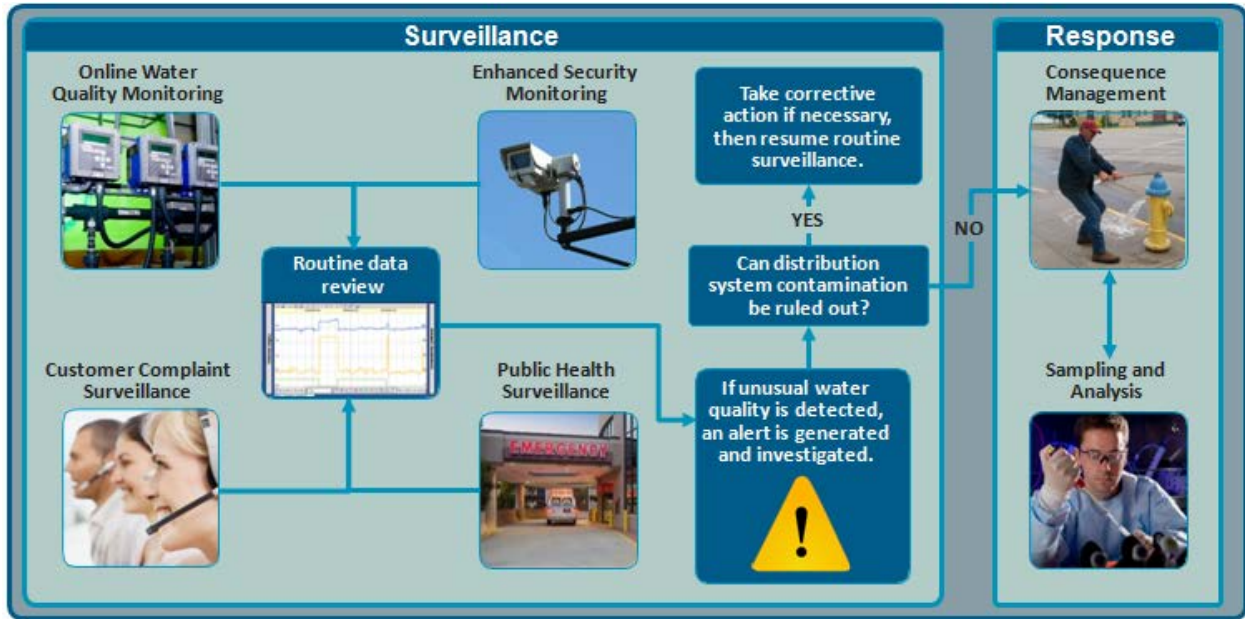 Surveillance
Online Water
Quality Monitoring
Enhanced Security
Monitoring
Routine data
review
Customer Complaint
Surveillance
Public Health
Surveillance
EMERGENCY
Take corrective
action if necessary,
then resume routine
surveillance.
YES
Can distribution
system contamination
be ruled out?
NO
If unusual water
quality is detected,
an alert is generated
and investigated.
!
Response
Consequence
Management
Sampling and
Analysis